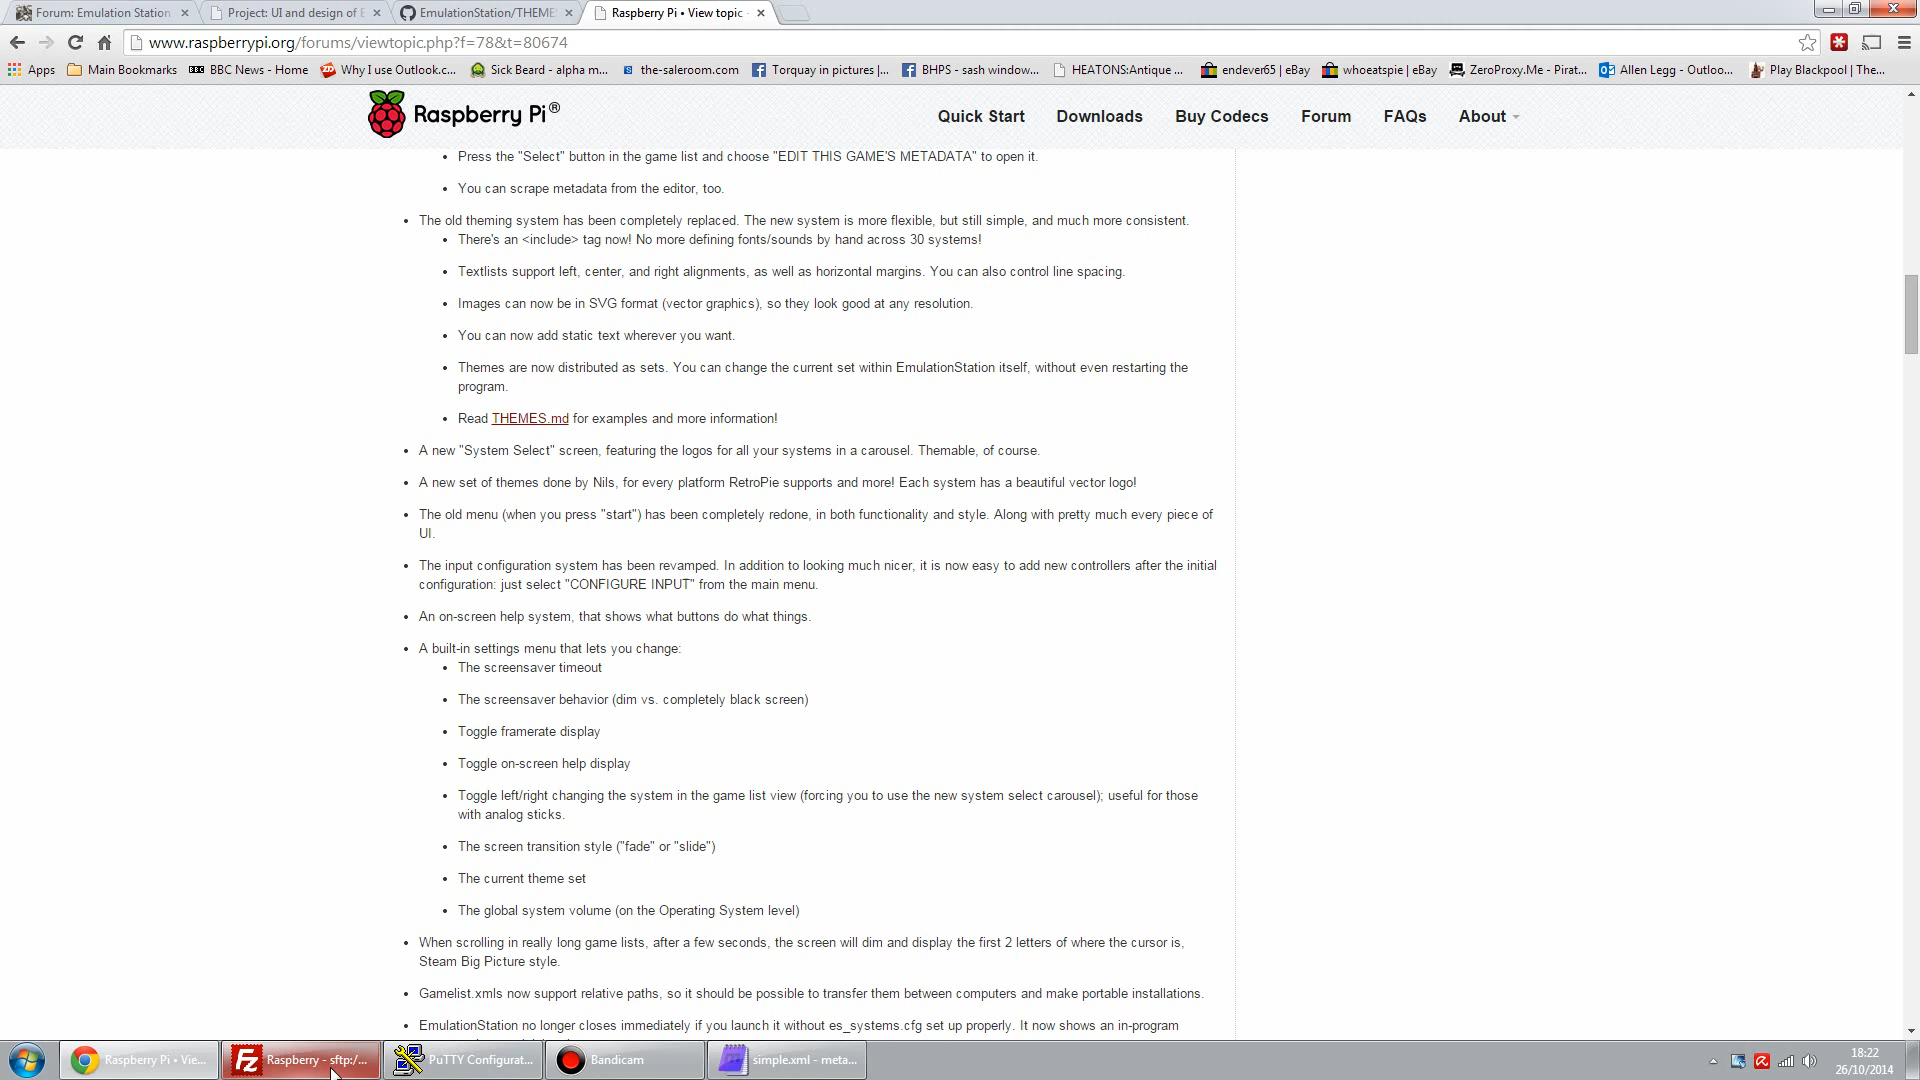 Forum: Emulation Station
Project: UI and design of E
EmulationStation/THEME
Raspberry Pi • View topic -
www.raspberrypi.org/forums/viewtopic.php?f=78&t=80674
Apps
Main Bookmarks
BBC News - Home
Why I use Outlook.c...
Sick Beard - alpha m...
the-saleroom.com
Torquay in pictures |...
BHPS - sash window...
HEATONS:Antique ...
endever65 | eBay
whoeatspie | eBay
ZeroProxy.Me - Pirat...
Allen Legg - Outloo...
Play Blackpool | The...
Raspberry Pi®
Quick Start
Downloads
Buy Codecs
Forum
FAQs
About
• Press the "Select" button in the game list and choose "EDIT THIS GAME'S METADATA" to open it.
• You can scrape metadata from the editor, too.
• The old theming system has been completely replaced. The new system is more flexible, but still simple, and much more consistent.
• There's an <include> tag now! No more defining fonts/sounds by hand across 30 systems!
• Textlists support left, center, and right alignments, as well as horizontal margins. You can also control line spacing.
• Images can now be in SVG format (vector graphics), so they look good at any resolution.
• You can now add static text wherever you want.
• Themes are now distributed as sets. You can change the current set within EmulationStation itself, without even restarting the
program.
• Read THEMES.md for examples and more information!
• A new "System Select" screen, featuring the logos for all your systems in a carousel. Themable, of course.
• A new set of themes done by Nils, for every platform RetroPie supports and more! Each system has a beautiful vector logo!
• The old menu (when you press "start") has been completely redone, in both functionality and style. Along with pretty much every piece of
UI.
• The input configuration system has been revamped. In addition to looking much nicer, it is now easy to add new controllers after the initial
configuration: just select "CONFIGURE INPUT" from the main menu.
• An on-screen help system, that shows what buttons do what things.
• A built-in settings menu that lets you change:
• The screensaver timeout
• The screensaver behavior (dim vs. completely black screen)
• Toggle framerate display
• Toggle on-screen help display
• Toggle left/right changing the system in the game list view (forcing you to use the new system select carousel); useful for those
with analog sticks.
• The screen transition style ("fade" or "slide")
• The current theme set
• The global system volume (on the Operating System level)
• When scrolling in really long game lists, after a few seconds, the screen will dim and display the first 2 letters of where the cursor is,
Steam Big Picture style.
• Gamelist.xmls now support relative paths, so it should be possible to transfer them between computers and make portable installations.
• EmulationStation no longer closes immediately if you launch it without es_systems.cfg set up properly. It now shows an in-program
Raspberry Pi • Vie...
Raspberry - sftp:/...
PuTTY Configurat...
Bandicam
simple.xml - meta...
18:22
26/10/2014